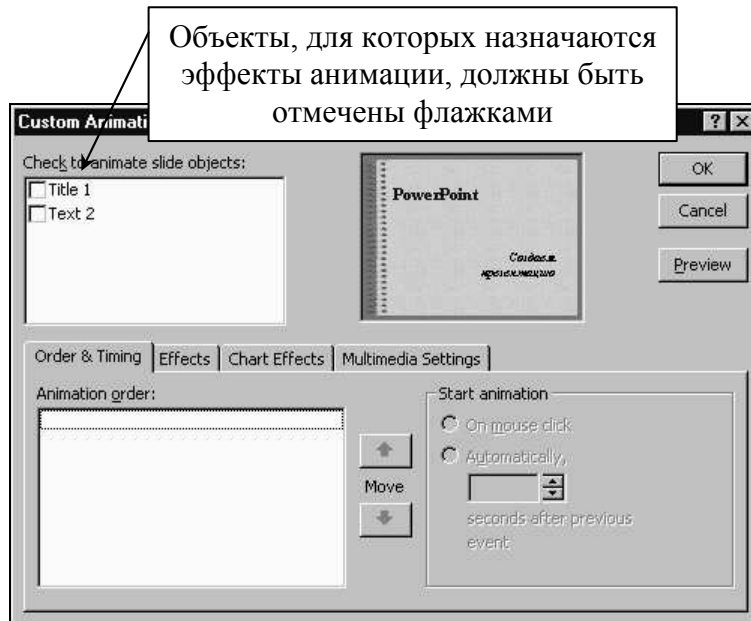 Объекты, для которых назначаются
эффекты анимации, должны быть
отмечены флажками
Custom Animati
Check to animate slide objects:
Title 1
Text 2
PowerPoint
Создаем
презентацию
OK
Cancel
Preview
Order & Timing
Effects
Chart Effects
Multimedia Settings
Animation order:
Move
Start animation
On mouse click
Automatically,
seconds after previous
event